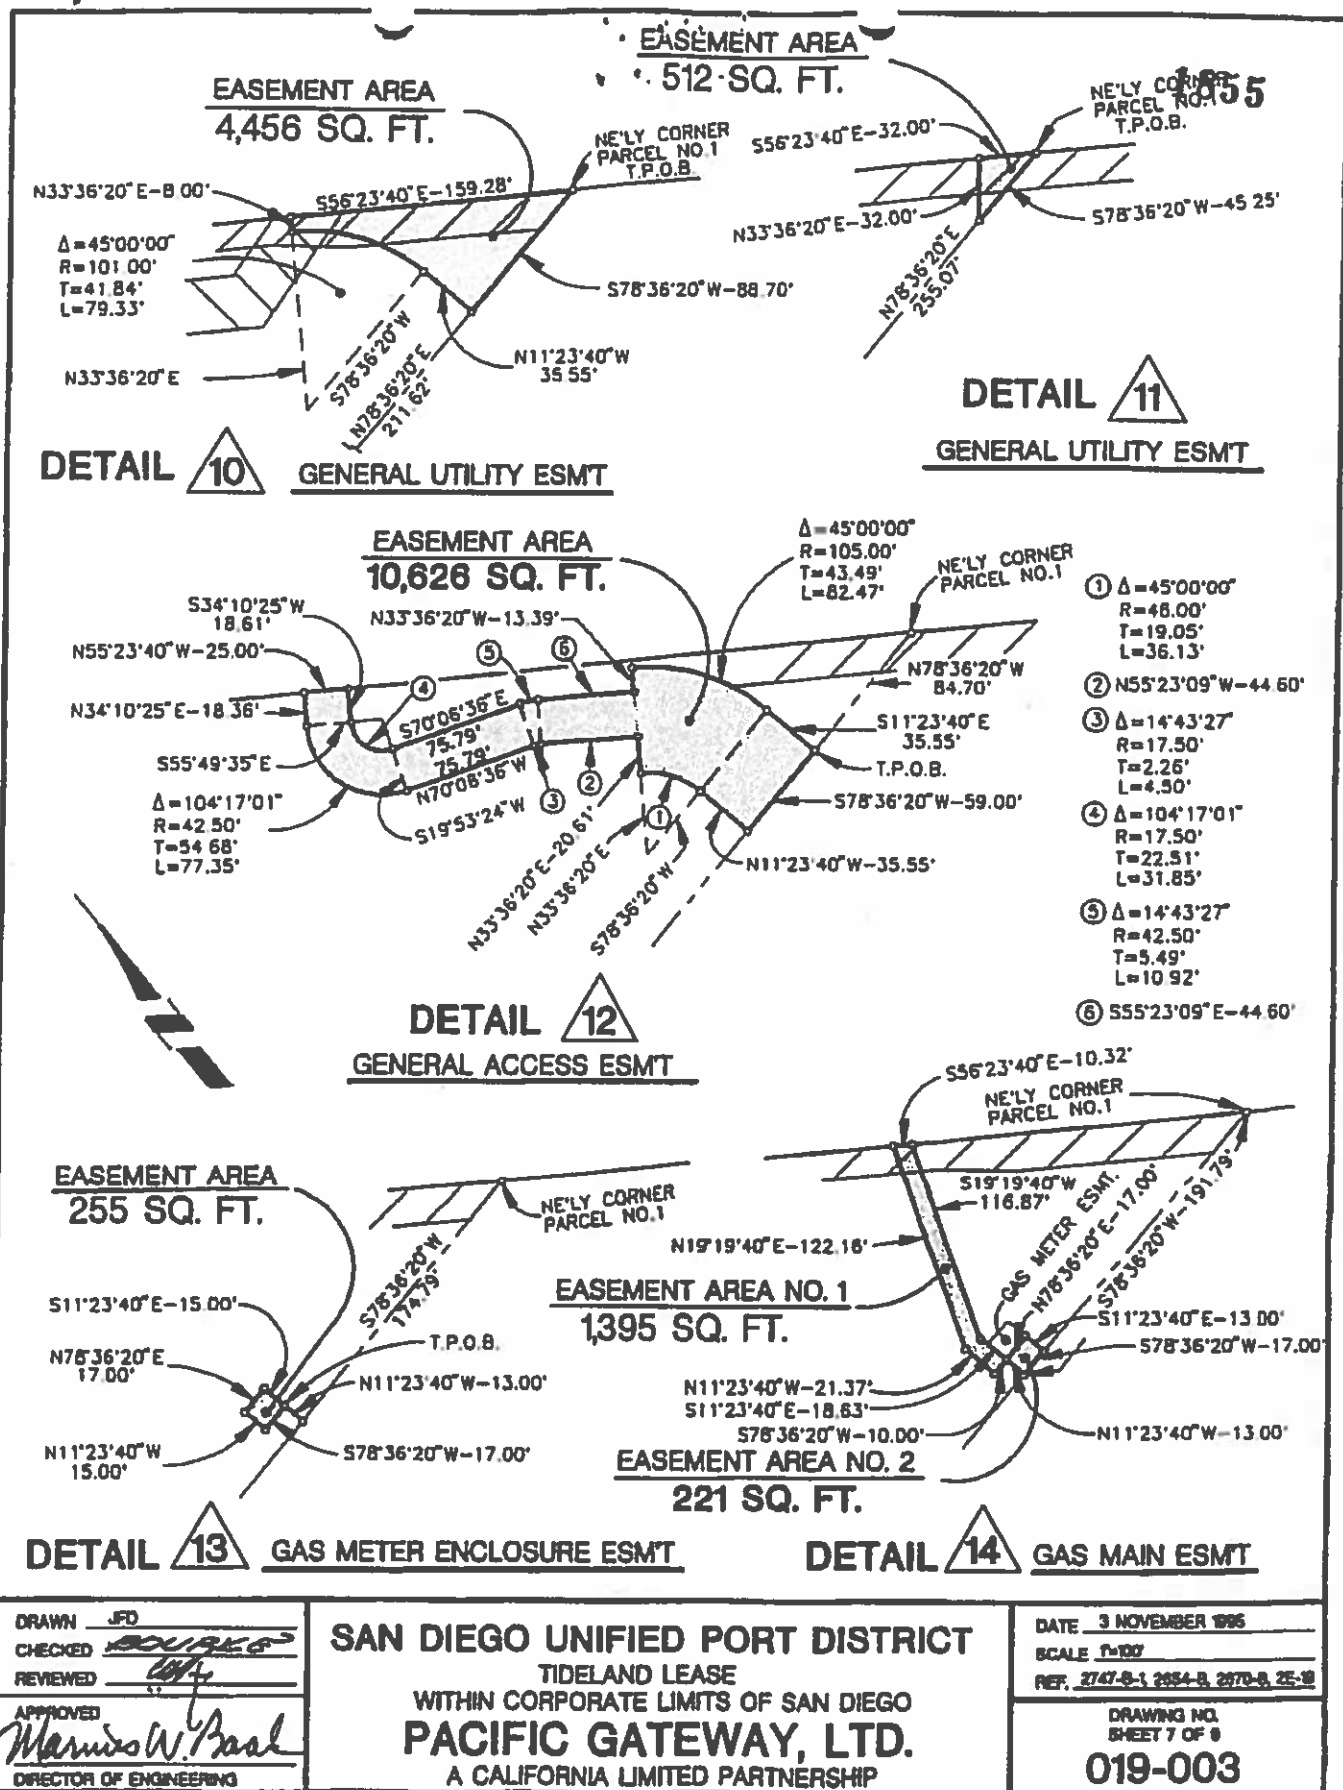 1855
EASEMENT AREA
4,456 SQ. FT.
NE'LY CORNER
PARCEL NO.1
T.P.O.B.
N33°36'20"E-8.00'
S56°23'40"E-159.28'
Δ=45°00'00"
R=101.00'
T=41.84'
L=79.33'
S78°36'20"W-88.70'
N11°23'40"W
35.55'
N33°36'20"E
S78°36'20"W
N78°36'20"E
211.62'
DETAIL 10
GENERAL UTILITY ESM'T
EASEMENT AREA
512 SQ. FT.
NE'LY CORNER
PARCEL NO.1
T.P.O.B.
S56°23'40"E-32.00'
N33°36'20"E-32.00'
S78°36'20"W-45.25'
N78°36'20"E
255.07'
DETAIL 11
GENERAL UTILITY ESM'T
EASEMENT AREA
10,626 SQ. FT.
Δ=45°00'00"
R=105.00'
T=43.49'
L=82.47'
NE'LY CORNER
PARCEL NO.1
S34°10'25"W
18.61'
N33°36'20"W-13.39'
N55°23'40"W-25.00'
N34°10'25"E-18.36'
S55°49'35"E
5
6
4
S70°06'36"E
75.79'
75.79'
N70°08'36"W
S19°53'24"W
3
2
1
Δ=104°17'01"
R=42.50'
T=54.68'
L=77.35'
N78°36'20"W
84.70'
S11°23'40"E
35.55'
T.P.O.B.
S78°36'20"W-59.00'
N11°23'40"W-35.55'
N33°36'20"E-20.61'
N33°36'20"E
S78°36'20"W
1 Δ=45°00'00"
R=46.00'
T=19.05'
L=36.13'
2 N55°23'09"W-44.60'
3 Δ=14°43'27"
R=17.50'
T=2.26'
L=4.50'
4 Δ=104°17'01"
R=17.50'
T=22.51'
L=31.85'
5 Δ=14°43'27"
R=42.50'
T=5.49'
L=10.92'
6 S55°23'09"E-44.60'
DETAIL 12
GENERAL ACCESS ESM'T
EASEMENT AREA
255 SQ. FT.
NE'LY CORNER
PARCEL NO.1
S78°36'20"W
174.79'
S11°23'40"E-15.00'
N78°36'20"E
17.00'
T.P.O.B.
N11°23'40"W-13.00'
N11°23'40"W
15.00'
S78°36'20"W-17.00'
DETAIL 13
GAS METER ENCLOSURE ESM'T
S56°23'40"E-10.32'
NE'LY CORNER
PARCEL NO.1
S19°19'40"W
116.87'
N19°19'40"E-122.16'
GAS METER ESMT.
N78°36'20"E-17.00'
S78°36'20"W-191.79'
EASEMENT AREA NO. 1
1,395 SQ. FT.
S11°23'40"E-13.00'
S78°36'20"W-17.00'
N11°23'40"W-21.37'
S11°23'40"E-18.63'
S78°36'20"W-10.00'
N11°23'40"W-13.00'
EASEMENT AREA NO. 2
221 SQ. FT.
DETAIL 14
GAS MAIN ESM'T
DRAWN JFD
CHECKED
REVIEWED
APPROVED
Marvin W. Baal
DIRECTOR OF ENGINEERING
SAN DIEGO UNIFIED PORT DISTRICT
TIDELAND LEASE
WITHIN CORPORATE LIMITS OF SAN DIEGO
PACIFIC GATEWAY, LTD.
A CALIFORNIA LIMITED PARTNERSHIP
DATE 3 NOVEMBER 1995
SCALE 1"=100'
REF. 2747-B-1, 2654-B, 2670-B,
DRAWING NO.
SHEET 7 OF 9
019-003